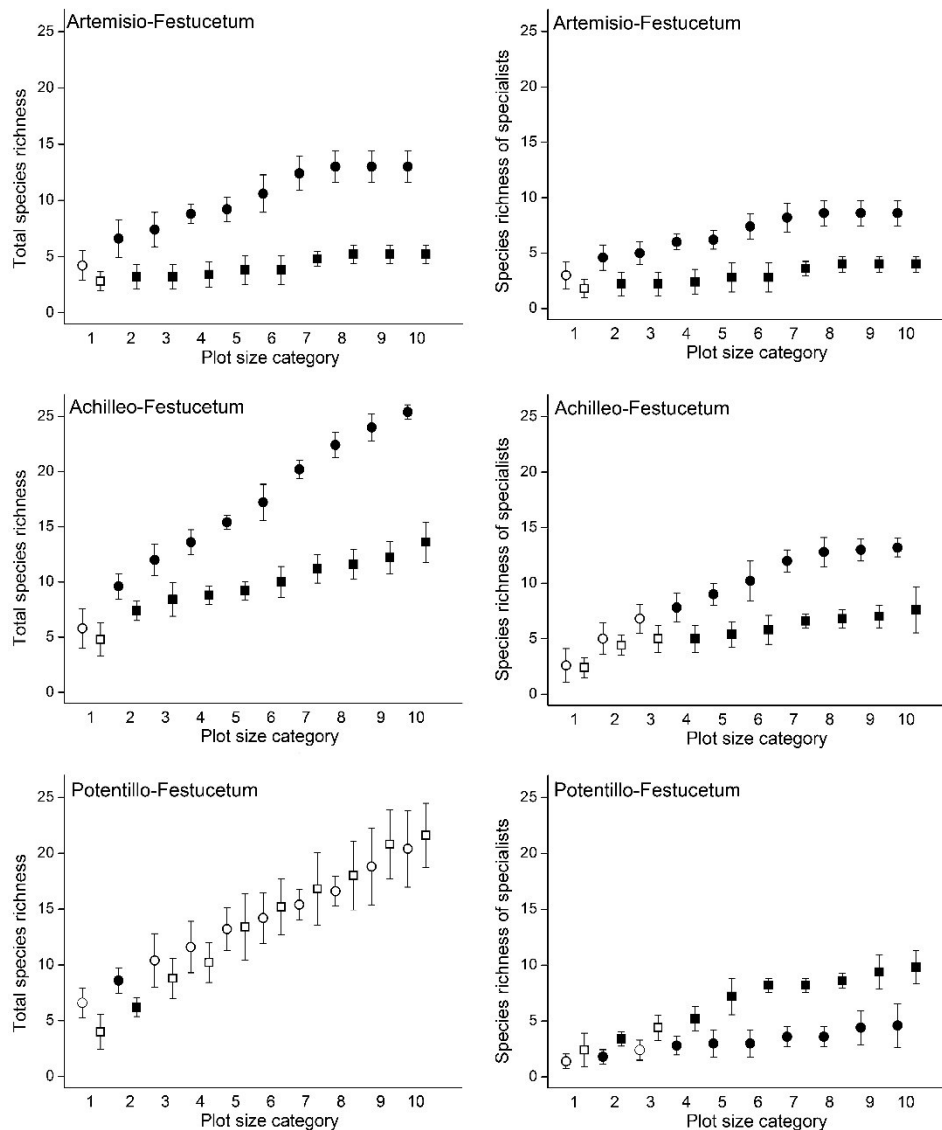 Artemisio-Festucetum
Total species richness
25
20
15
10
5
0
1 2 3 4 5 6 7 8 9 10
Plot size category
Artemisio-Festucetum
Species richness of specialists
25
20
15
10
5
0
1 2 3 4 5 6 7 8 9 10
Plot size category
Achilleo-Festucetum
Total species richness
25
20
15
10
5
0
1 2 3 4 5 6 7 8 9 10
Plot size category
Achilleo-Festucetum
Species richness of specialists
25
20
15
10
5
0
1 2 3 4 5 6 7 8 9 10
Plot size category
Potentillo-Festucetum
Total species richness
25
20
15
10
5
0
1 2 3 4 5 6 7 8 9 10
Plot size category
Potentillo-Festucetum
Species richness of specialists
25
20
15
10
5
0
1 2 3 4 5 6 7 8 9 10
Plot size category